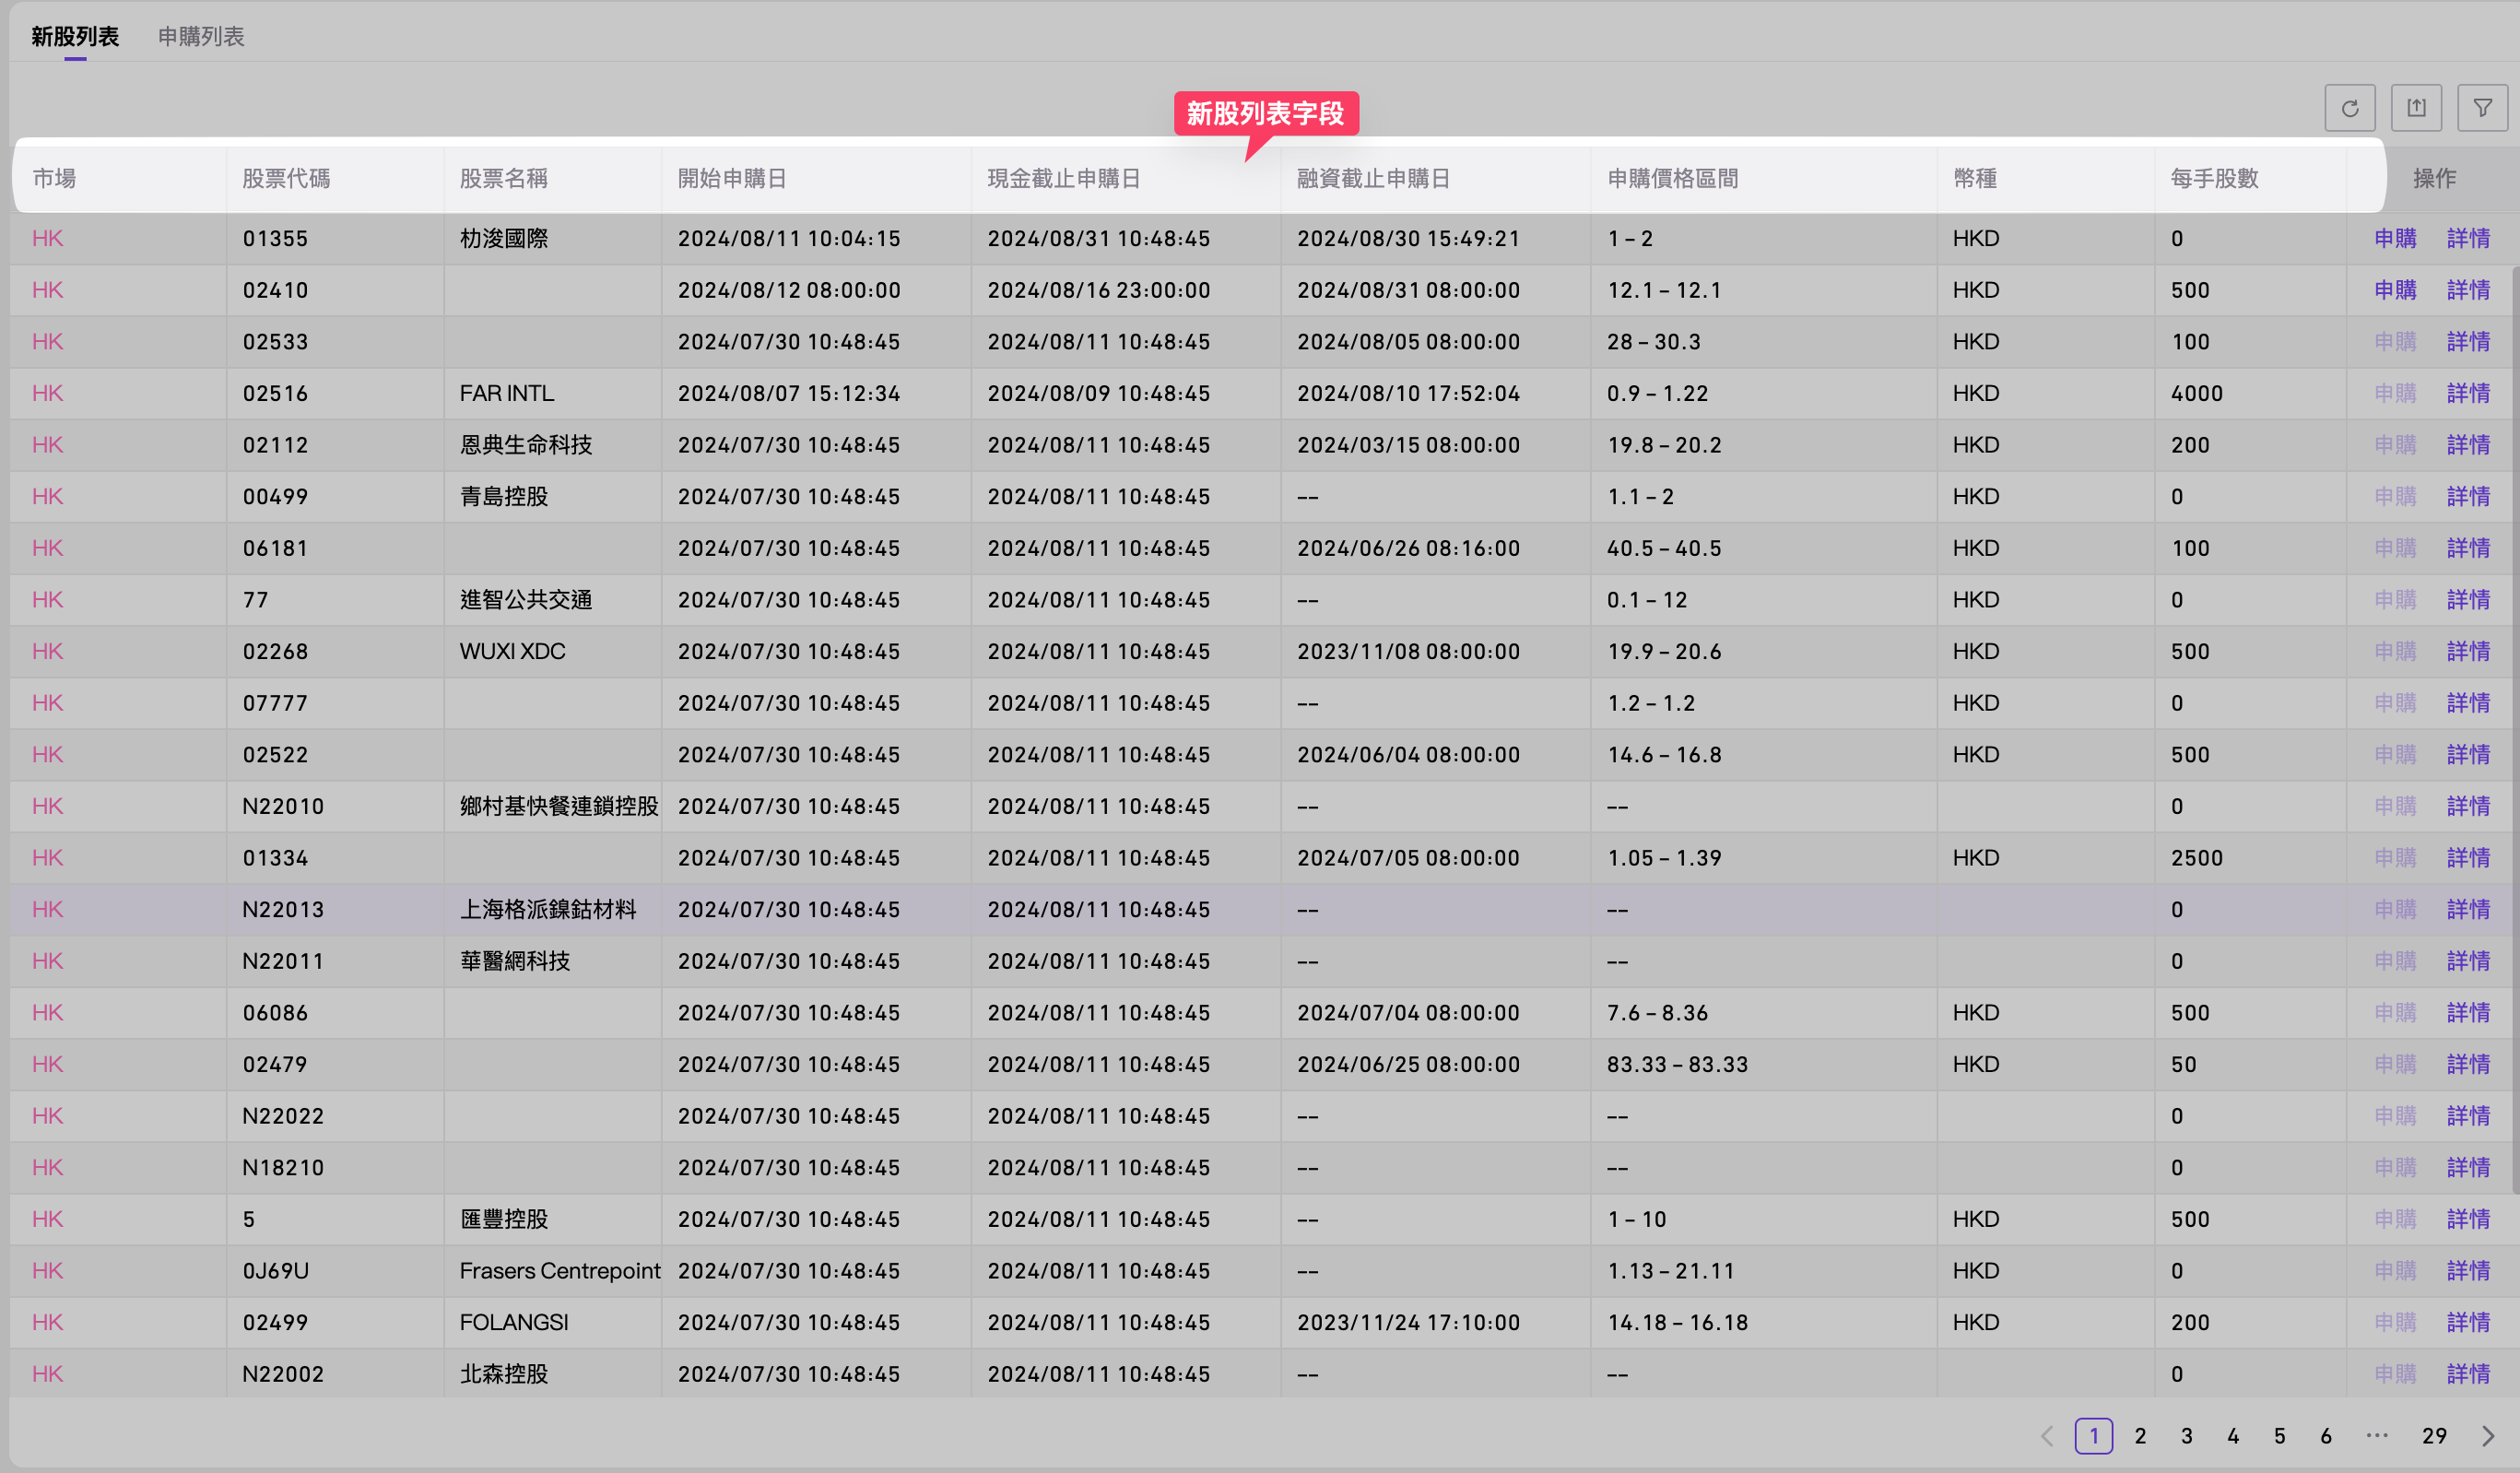 新股列表 申購列表
新股列表字段
市場 股票代碼 股票名稱 開始申購日 現金截止申購日 融資截止申購日 申購價格區間 幣種 每手股數 操作
HK 01355 朸浚國際 2024/08/11 10:04:15 2024/08/31 10:48:45 2024/08/30 15:49:21 1 – 2 HKD 0 申購 詳情
HK 02410 2024/08/12 08:00:00 2024/08/16 23:00:00 2024/08/31 08:00:00 12.1 – 12.1 HKD 500 申購 詳情
HK 02533 2024/07/30 10:48:45 2024/08/11 10:48:45 2024/08/05 08:00:00 28 – 30.3 HKD 100 申購 詳情
HK 02516 FAR INTL 2024/08/07 15:12:34 2024/08/09 10:48:45 2024/08/10 17:52:04 0.9 – 1.22 HKD 4000 申購 詳情
HK 02112 恩典生命科技 2024/07/30 10:48:45 2024/08/11 10:48:45 2024/03/15 08:00:00 19.8 – 20.2 HKD 200 申購 詳情
HK 00499 青島控股 2024/07/30 10:48:45 2024/08/11 10:48:45 -- 1.1 – 2 HKD 0 申購 詳情
HK 06181 2024/07/30 10:48:45 2024/08/11 10:48:45 2024/06/26 08:16:00 40.5 – 40.5 HKD 100 申購 詳情
HK 77 進智公共交通 2024/07/30 10:48:45 2024/08/11 10:48:45 -- 0.1 – 12 HKD 0 申購 詳情
HK 02268 WUXI XDC 2024/07/30 10:48:45 2024/08/11 10:48:45 2023/11/08 08:00:00 19.9 – 20.6 HKD 500 申購 詳情
HK 07777 2024/07/30 10:48:45 2024/08/11 10:48:45 -- 1.2 – 1.2 HKD 0 申購 詳情
HK 02522 2024/07/30 10:48:45 2024/08/11 10:48:45 2024/06/04 08:00:00 14.6 – 16.8 HKD 500 申購 詳情
HK N22010 鄉村基快餐連鎖控股 2024/07/30 10:48:45 2024/08/11 10:48:45 -- -- 0 申購 詳情
HK 01334 2024/07/30 10:48:45 2024/08/11 10:48:45 2024/07/05 08:00:00 1.05 – 1.39 HKD 2500 申購 詳情
HK N22013 上海格派鎳鈷材料 2024/07/30 10:48:45 2024/08/11 10:48:45 -- -- 0 申購 詳情
HK N22011 華醫網科技 2024/07/30 10:48:45 2024/08/11 10:48:45 -- -- 0 申購 詳情
HK 06086 2024/07/30 10:48:45 2024/08/11 10:48:45 2024/07/04 08:00:00 7.6 – 8.36 HKD 500 申購 詳情
HK 02479 2024/07/30 10:48:45 2024/08/11 10:48:45 2024/06/25 08:00:00 83.33 – 83.33 HKD 50 申購 詳情
HK N22022 2024/07/30 10:48:45 2024/08/11 10:48:45 -- -- 0 申購 詳情
HK N18210 2024/07/30 10:48:45 2024/08/11 10:48:45 -- -- 0 申購 詳情
HK 5 匯豐控股 2024/07/30 10:48:45 2024/08/11 10:48:45 -- 1 – 10 HKD 500 申購 詳情
HK 0J69U Frasers Centrepoint 2024/07/30 10:48:45 2024/08/11 10:48:45 -- 1.13 – 21.11 HKD 0 申購 詳情
HK 02499 FOLANGSI 2024/07/30 10:48:45 2024/08/11 10:48:45 2023/11/24 17:10:00 14.18 – 16.18 HKD 200 申購 詳情
HK N22002 北森控股 2024/07/30 10:48:45 2024/08/11 10:48:45 -- -- 0 申購 詳情
1 2 3 4 5 6 ··· 29